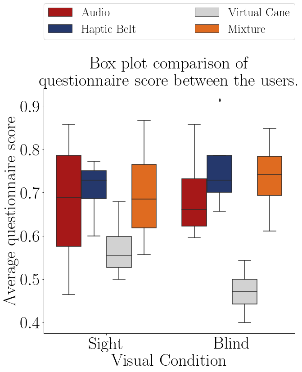 Audio
Haptic Belt
Virtual Cane
Mixture
Box plot comparison of
questionnaire score between the users.
Average questionnaire score
0.9
0.8
0.7
0.6
0.5
0.4
Sight
Blind
Visual Condition